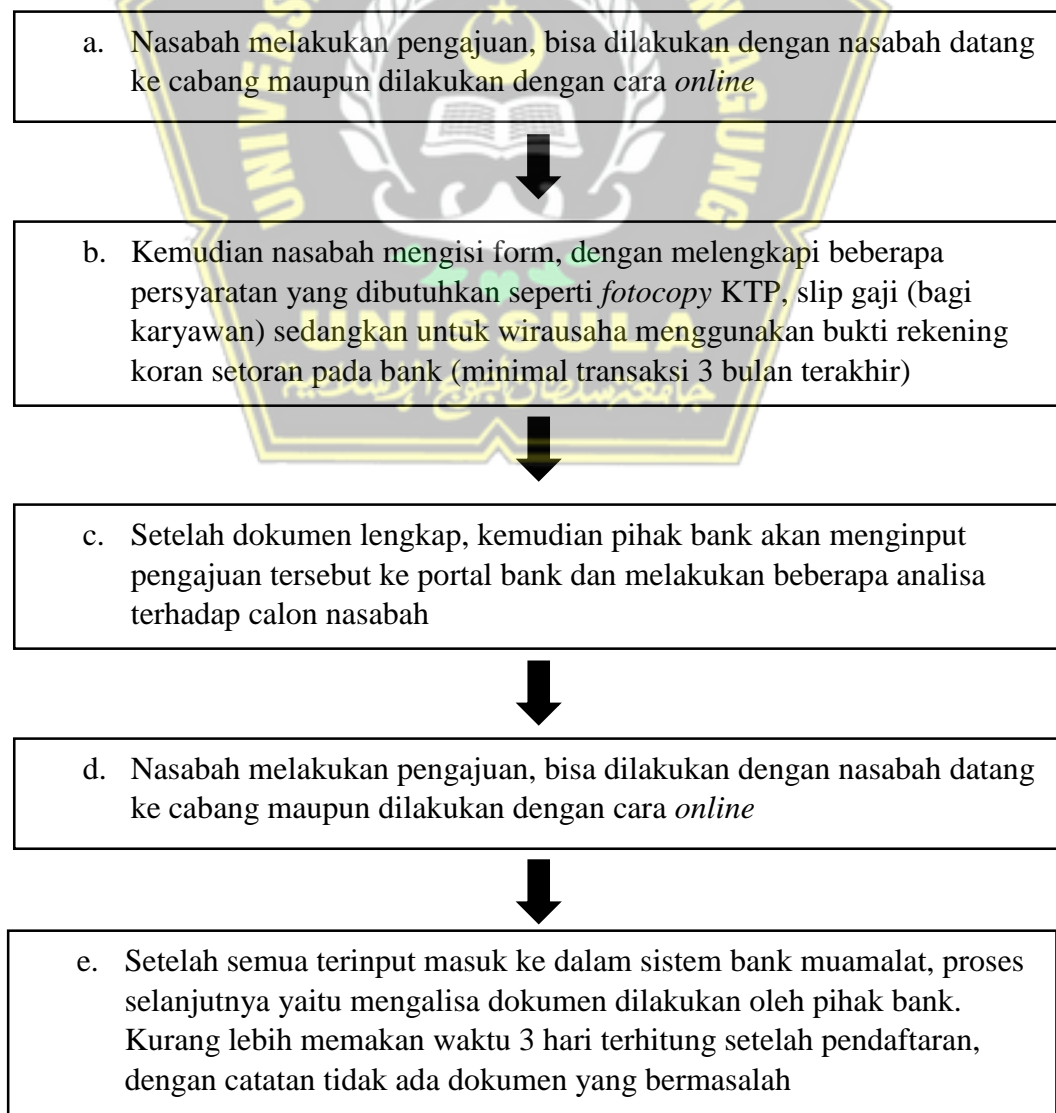 a. Nasabah melakukan pengajuan, bisa dilakukan dengan nasabah datang
ke cabang maupun dilakukan dengan cara online
b. Kemudian nasabah mengisi form, dengan melengkapi beberapa
persyaratan yang dibutuhkan seperti fotocopy KTP, slip gaji (bagi
karyawan) sedangkan untuk wirausaha menggunakan bukti rekening
koran setoran pada bank (minimal transaksi 3 bulan terakhir)
UNISSULA
جامعة سلطان أجونج الإسلامية
c. Setelah dokumen lengkap, kemudian pihak bank akan menginput
pengajuan tersebut ke portal bank dan melakukan beberapa analisa
terhadap calon nasabah
d. Nasabah melakukan pengajuan, bisa dilakukan dengan nasabah datang
ke cabang maupun dilakukan dengan cara online
e. Setelah semua terinput masuk ke dalam sistem bank muamalat, proses
selanjutnya yaitu mengalisa dokumen dilakukan oleh pihak bank.
Kurang lebih memakan waktu 3 hari terhitung setelah pendaftaran,
dengan catatan tidak ada dokumen yang bermasalah